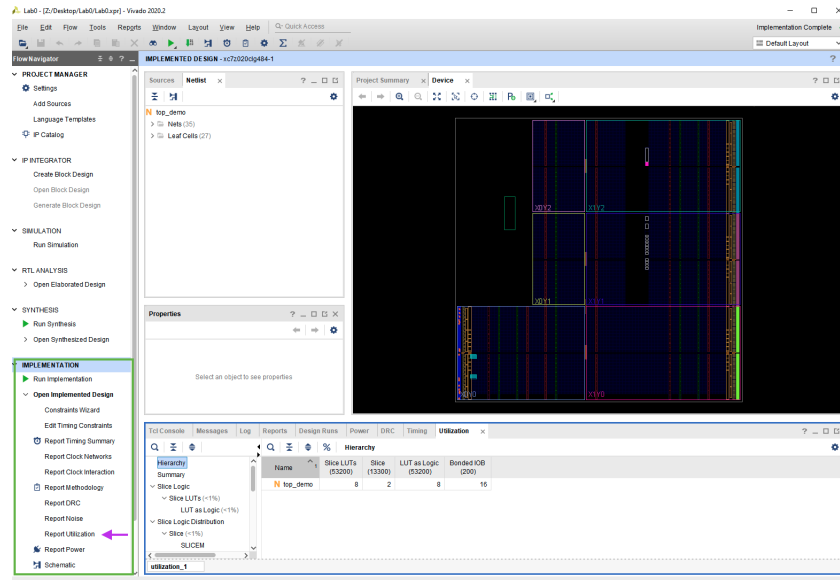 Lab0 - [Z:/Desktop/Lab0/Lab0.xpr] - Vivado 2020.2
File Edit Flow Tools Reports Window Layout View Help Q- Quick Access
Implementation Complete
Default Layout
Flow Navigator
PROJECT MANAGER
Settings
Add Sources
Language Templates
IP Catalog
IP INTEGRATOR
Create Block Design
Open Block Design
Generate Block Design
SIMULATION
Run Simulation
RTL ANALYSIS
Open Elaborated Design
SYNTHESIS
Run Synthesis
Open Synthesized Design
IMPLEMENTATION
Run Implementation
Open Implemented Design
Constraints Wizard
Edit Timing Constraints
Report Timing Summary
Report Clock Networks
Report Clock Interaction
Report Methodology
Report DRC
Report Noise
Report Utilization
Report Power
Schematic
IMPLEMENTED DESIGN - xc7z020clg484-1
Sources Netlist
N top_demo
Nets (35)
Leaf Cells (27)
Properties
Select an object to see properties
Project Summary Device
X0Y2 X1Y2
X0Y1 X1Y1
X0Y0 X1Y0
Tcl Console Messages Log Reports Design Runs Power DRC Timing Utilization
Hierarchy
Summary
Slice Logic
Slice LUTs (<1%)
LUT as Logic (<1%)
Slice Logic Distribution
Slice (<1%)
SLICEM
utilization_1
Hierarchy
Name Slice LUTs (53200) Slice (13300) LUT as Logic (53200) Bonded IOB (200)
N top_demo 8 2 8 16